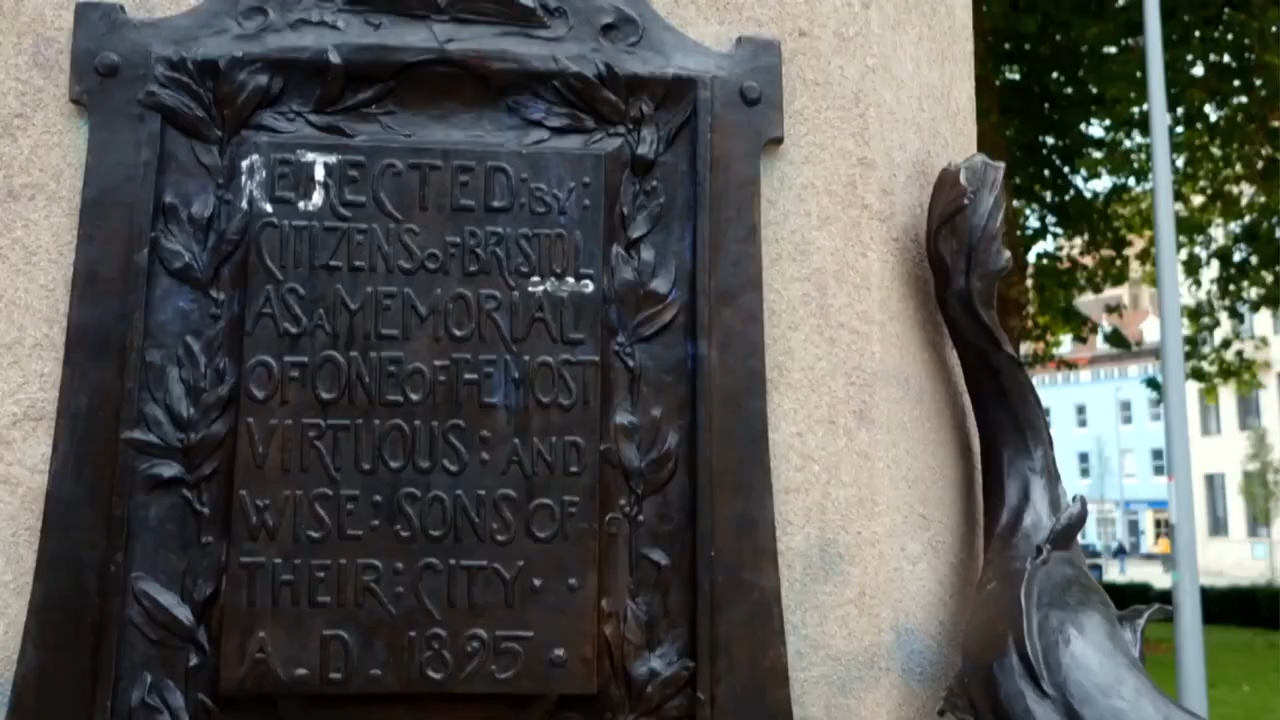 ERECTED:BY:
CITIZENS OF BRISTOL
AS A MEMORIAL
OF ONE OF THE MOST
VIRTUOUS: AND
WISE: SONS OF
THEIR: CITY · ·
A.D. 1895 ·